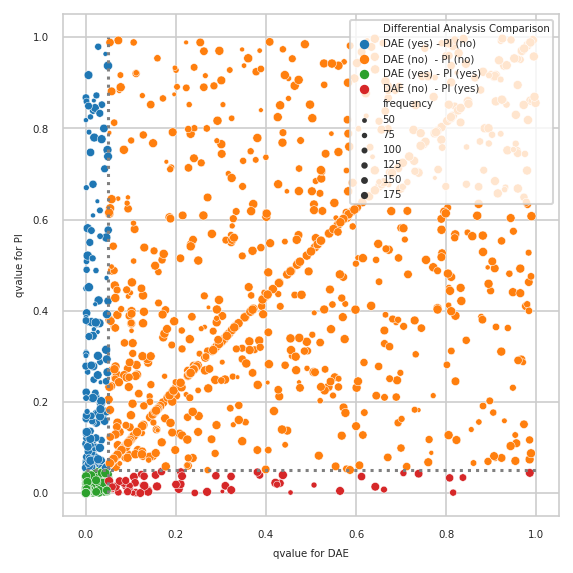 Differential Analysis Comparison
DAE (yes) - PI (no)
DAE (no)  - PI (no)
DAE (yes) - PI (yes)
DAE (no)  - PI (yes)
frequency
50
75
100
125
150
175
1.0
0.8
0.6
0.4
0.2
0.0
qvalue for PI
0.0 0.2 0.4 0.6 0.8 1.0
qvalue for DAE